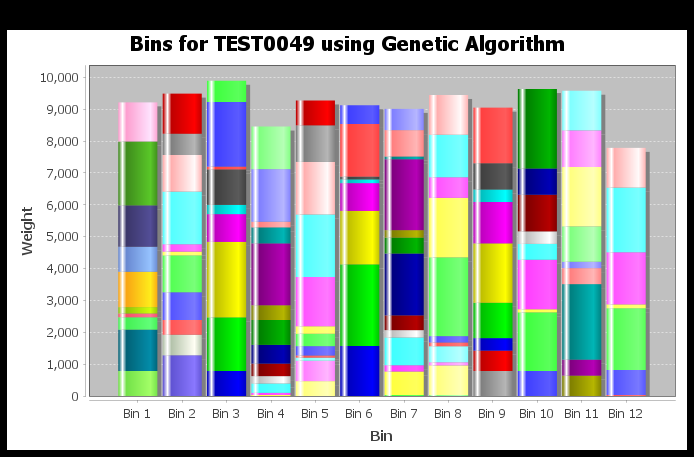 Bins for TEST0049 using Genetic Algorithm
10,000
9,000
8,000
7,000
6,000
5,000
4,000
3,000
2,000
1,000
0
Weight
Bin 1 Bin 2 Bin 3 Bin 4 Bin 5 Bin 6 Bin 7 Bin 8 Bin 9 Bin 10 Bin 11 Bin 12
Bin